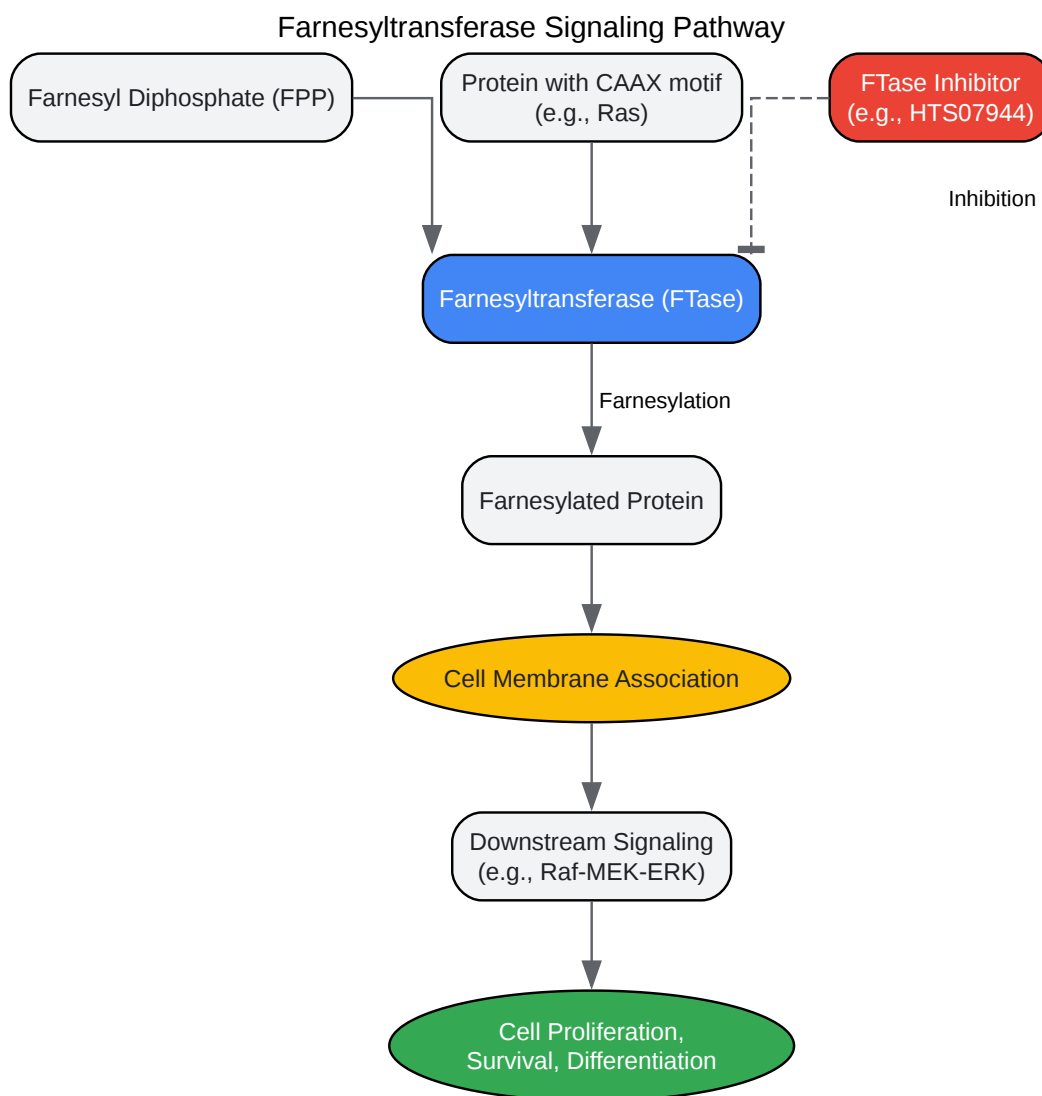 Farnesyltransferase Signaling Pathway
Farnesyl Diphosphate (FPP)
Protein with CAAX motif
(e.g., Ras)
FTase Inhibitor
(e.g., HTS07944)
Inhibition
Farnesyltransferase (FTase)
Farnesylation
Farnesylated Protein
Cell Membrane Association
Downstream Signaling
(e.g., Raf-MEK-ERK)
Cell Proliferation,
Survival, Differentiation